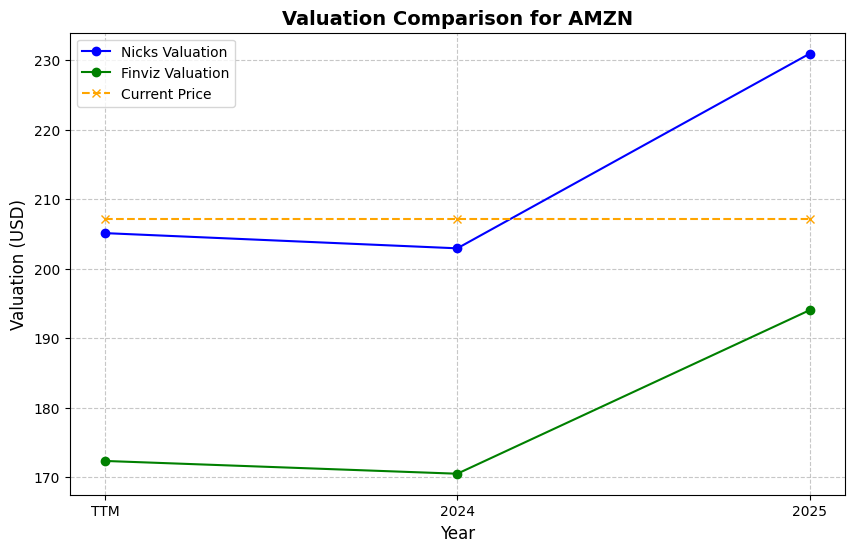 Valuation Comparison for AMZN
Nicks Valuation
Finviz Valuation
Current Price
Valuation (USD)
230
220
210
200
190
180
170
TTM
2024
2025
Year